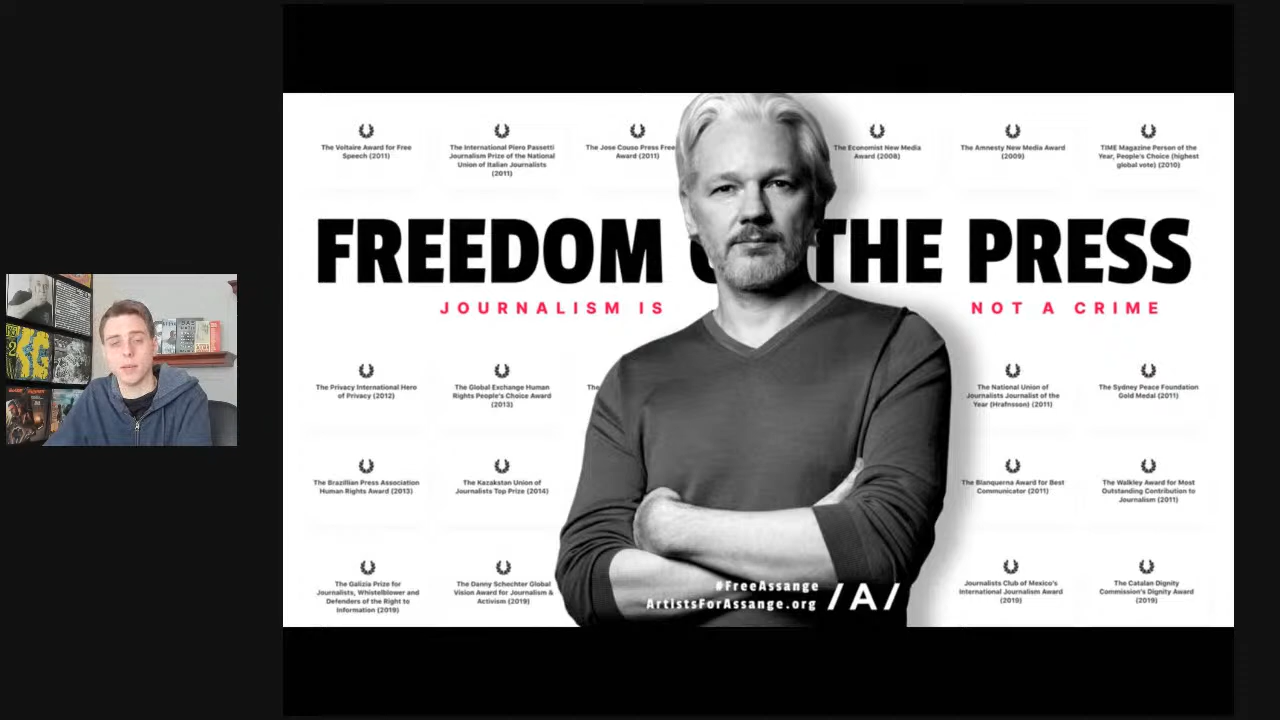 The Voltaire Award for Free
Speech (2011)
The International Piero Passetti
Journalism Prize of the National
Union of Italian Journalists
(2011)
The Jose Couso Press Free
Award (2011)
The Economist New Media
Award (2008)
The Amnesty New Media Award
(2009)
TIME Magazine Person of the
Year, People's Choice (highest
global vote) (2010)
FREEDOM THE PRESS
JOURNALISM IS NOT A CRIME
The Privacy International Hero
of Privacy (2012)
The Global Exchange Human
Rights People's Choice Award
(2013)
The
The National Union of
Journalists Journalist of the
Year (Hrafnsson) (2011)
The Sydney Peace Foundation
Gold Medal (2011)
The Brazillian Press Association
Human Rights Award (2013)
The Kazakstan Union of
Journalists Top Prize (2014)
The Blanquerna Award for Best
Communicator (2011)
The Walkley Award for Most
Outstanding Contribution to
Journalism (2011)
The Galizia Prize for
Journalists, Whistleblower and
Defenders of the Right to
Information (2019)
The Danny Schechter Global
Vision Award for Journalism &
Activism (2019)
#FreeAssange
ArtistsForAssange.org /A/
Journalists Club of Mexico's
International Journalism Award
(2019)
The Catalan Dignity
Commission's Dignity Award
(2019)